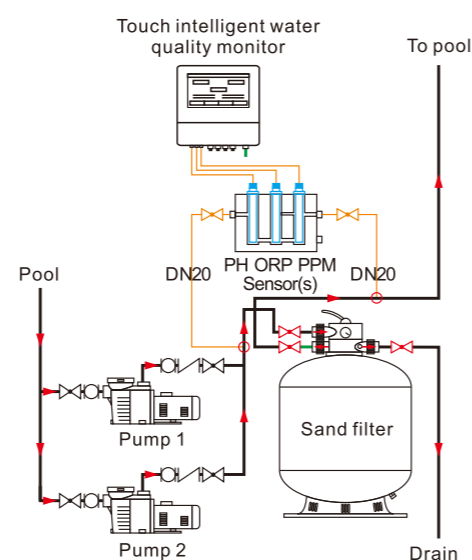 Touch intelligent water
quality monitor
To pool
PH ORP PPM
Sensor(s)
DN20
DN20
Pool
Pump 1
Sand filter
Pump 2
Drain